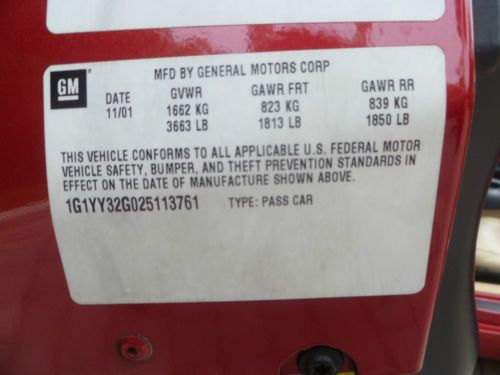 GM
MFD BY GENERAL MOTORS CORP
DATE GVWR GAWR FRT GAWR RR
11/01 1662 KG 823 KG 839 KG
3663 LB 1813 LB 1850 LB
THIS VEHICLE CONFORMS TO ALL APPLICABLE U.S. FEDERAL MOTOR
VEHICLE SAFETY, BUMPER, AND THEFT PREVENTION STANDARDS IN
EFFECT ON THE DATE OF MANUFACTURE SHOWN ABOVE.
1G1YY32G025113761 TYPE: PASS CAR